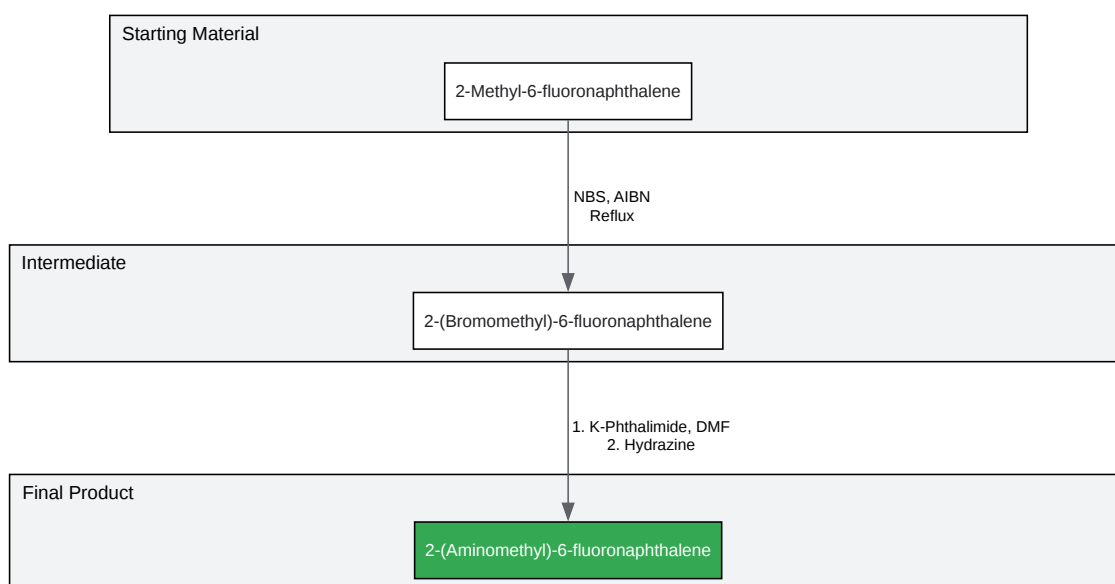 Starting Material
2-Methyl-6-fluoronaphthalene
NBS, AIBN
Reflux
Intermediate
2-(Bromomethyl)-6-fluoronaphthalene
1. K-Phthalimide, DMF
2. Hydrazine
Final Product
2-(Aminomethyl)-6-fluoronaphthalene